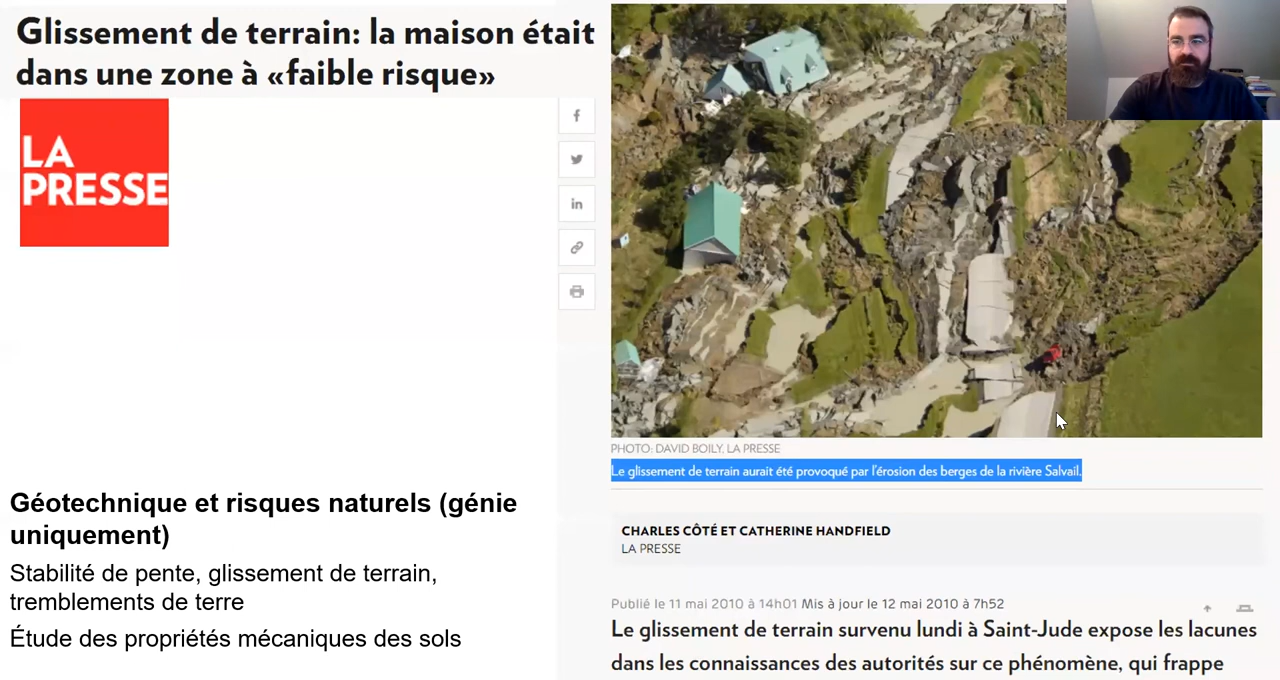 Glissement de terrain: la maison était
dans une zone à «faible risque»
LA
PRESSE
Géotechnique et risques naturels (génie
uniquement)
Stabilité de pente, glissement de terrain,
tremblements de terre
Étude des propriétés mécaniques des sols
PHOTO: DAVID BOILY, LA PRESSE
Le glissement de terrain aurait été provoqué par l'érosion des berges de la rivière Salvail.
CHARLES CÔTÉ ET CATHERINE HANDFIELD
LA PRESSE
Publié le 11 mai 2010 à 14h01 Mis à jour le 12 mai 2010 à 7h52
Le glissement de terrain survenu lundi à Saint-Jude expose les lacunes
dans les connaissances des autorités sur ce phénomène, qui frappe